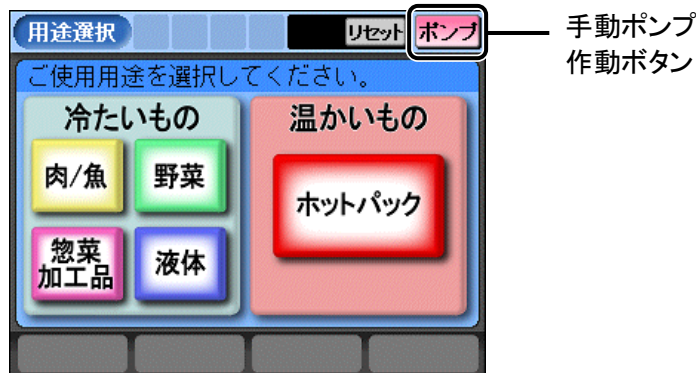 用途選択
リセット
ポンプ
手動ポンプ
作動ボタン
ご使用用途を選択してください。
冷たいもの
温かいもの
肉/魚
野菜
ホットパック
惣菜
加工品
液体